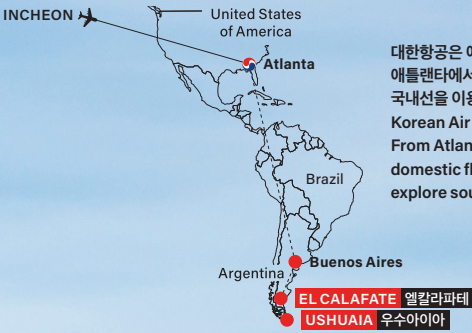 INCHEON
United States
of America
Atlanta
대한항공은
애틀랜타에서
국내선을 이용
Korean Air
From Atlan
domestic fl
explore sou
Brazil
Buenos Aires
Argentina
EL CALAFATE 엘칼라파테
USHUAIA 우수아이아